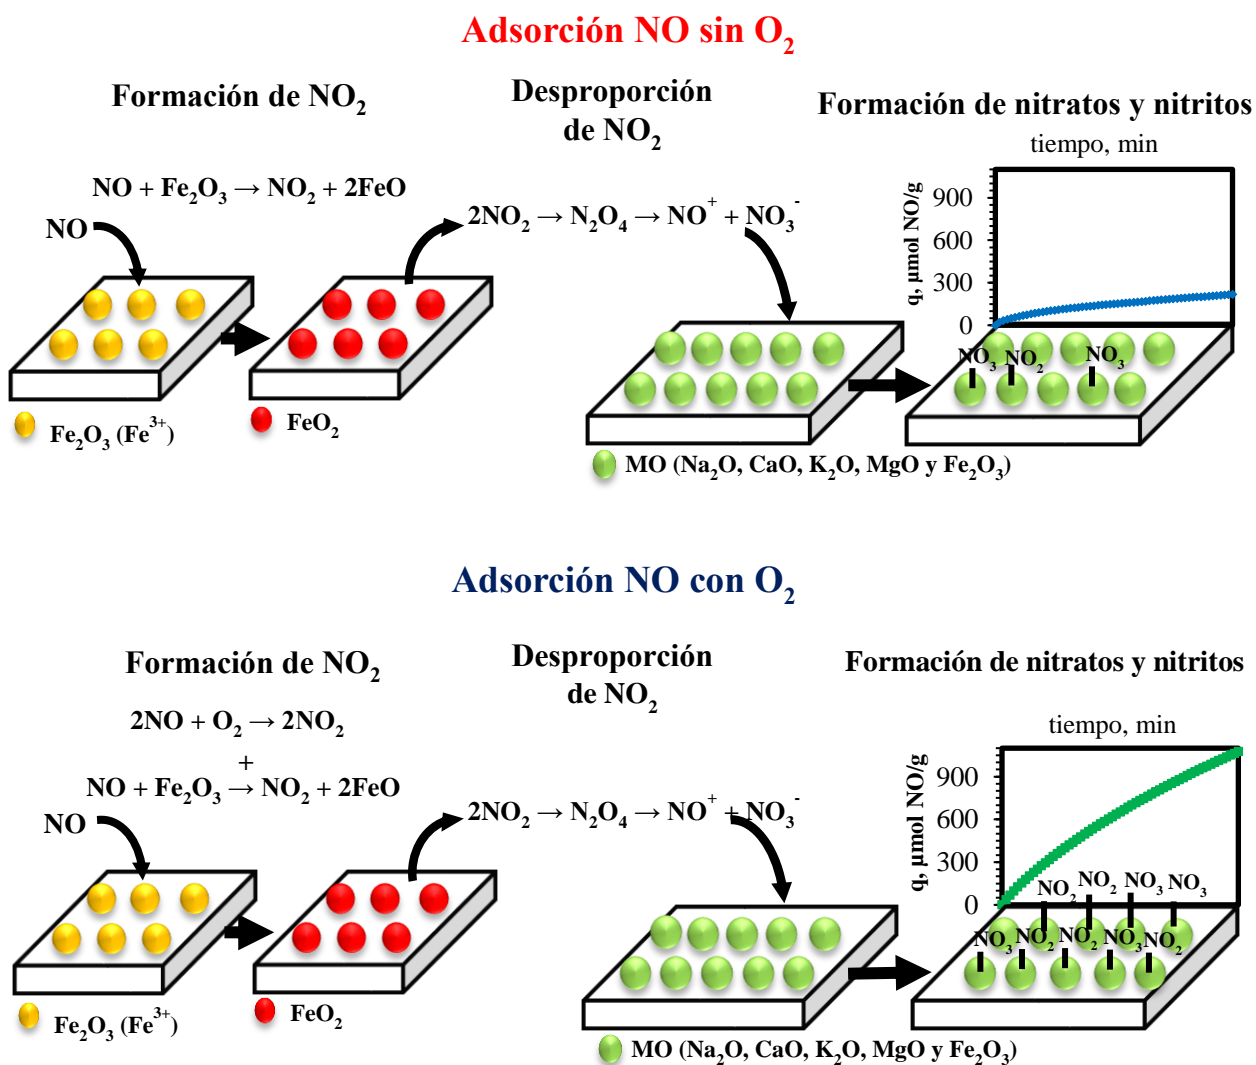 Adsorción NO sin O₂
Formación de NO₂
Desproporción
de NO₂
Formación de nitratos y nitritos
NO + Fe₂O₃ → NO₂ + 2FeO
NO
2NO₂ → N₂O₄ → NO⁺ + NO₃⁻
tiempo, min
q, µmol NO/g
900
600
300
0
NO₃
NO₂
NO₃
Fe₂O₃ (Fe³⁺)
FeO₂
MO (Na₂O, CaO, K₂O, MgO y Fe₂O₃)
Adsorción NO con O₂
Formación de NO₂
Desproporción
de NO₂
Formación de nitratos y nitritos
2NO + O₂ → 2NO₂
+
NO + Fe₂O₃ → NO₂ + 2FeO
NO
2NO₂ → N₂O₄ → NO⁺ + NO₃⁻
tiempo, min
q, µmol NO/g
900
600
300
0
NO₂ NO₂ NO₃ NO₃
NO₃ NO₂ NO₂ NO₃ NO₂
Fe₂O₃ (Fe³⁺)
FeO₂
MO (Na₂O, CaO, K₂O, MgO y Fe₂O₃)